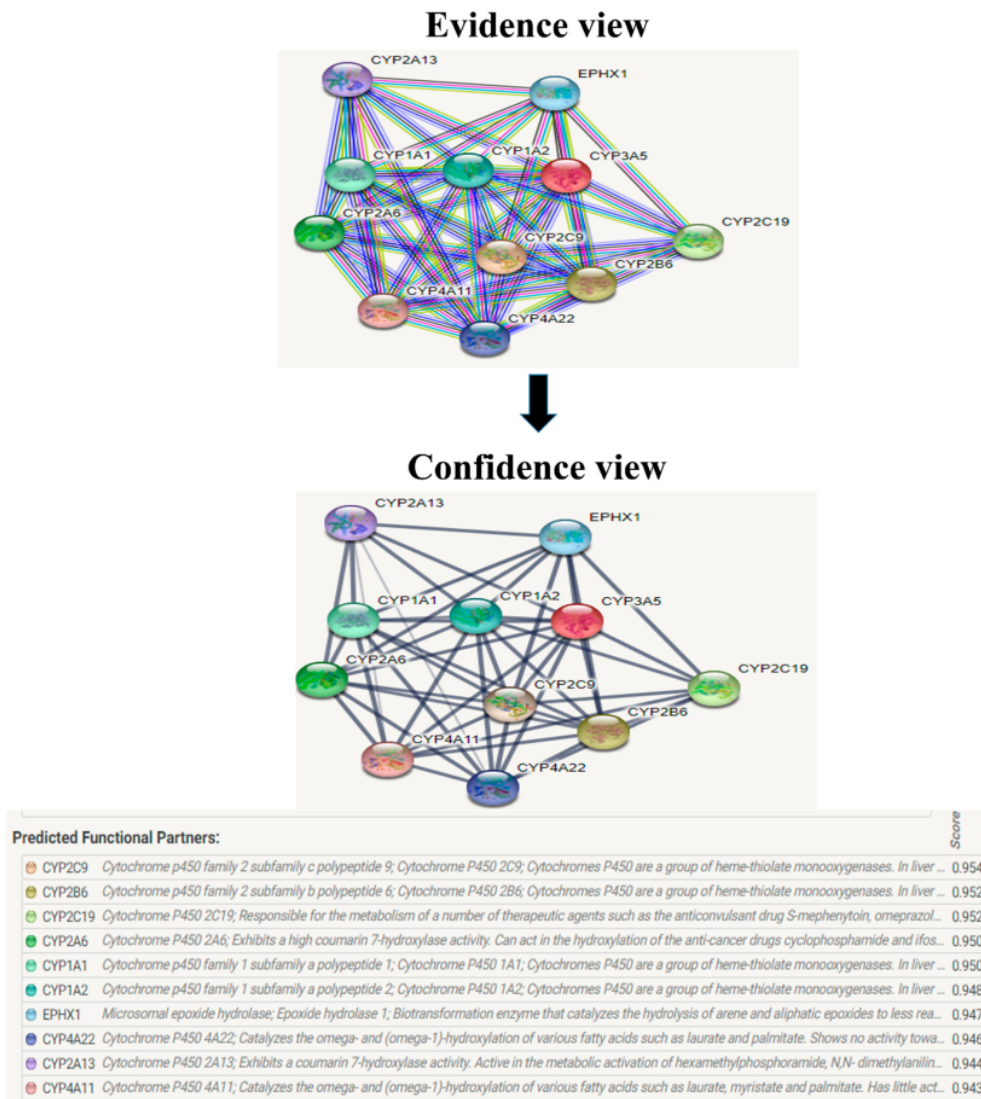 Evidence view
CYP2A13
EPHX1
CYP1A1
CYP1A2
CYP3A5
CYP2A6
CYP2C19
CYP2C9
CYP2B6
CYP4A11
CYP4A22
Confidence view
CYP2A13
EPHX1
CYP1A1
CYP1A2
CYP3A5
CYP2A6
CYP2C19
CYP2C9
CYP2B6
CYP4A11
CYP4A22
Predicted Functional Partners:
Score
CYP2C9 Cytochrome p450 family 2 subfamily c polypeptide 9; Cytochrome P450 2C9; Cytochromes P450 are a group of heme-thiolate monooxygenases. In liver ... 0.954
CYP2B6 Cytochrome p450 family 2 subfamily b polypeptide 6; Cytochrome P450 2B6; Cytochromes P450 are a group of heme-thiolate monooxygenases. In liver ... 0.952
CYP2C19 Cytochrome P450 2C19; Responsible for the metabolism of a number of therapeutic agents such as the anticonvulsant drug S-mephenytoin, omeprazol... 0.952
CYP2A6 Cytochrome P450 2A6; Exhibits a high coumarin 7-hydroxylase activity. Can act in the hydroxylation of the anti-cancer drugs cyclophosphamide and ifos... 0.950
CYP1A1 Cytochrome p450 family 1 subfamily a polypeptide 1; Cytochrome P450 1A1; Cytochromes P450 are a group of heme-thiolate monooxygenases. In liver ... 0.950
CYP1A2 Cytochrome p450 family 1 subfamily a polypeptide 2; Cytochrome P450 1A2; Cytochromes P450 are a group of heme-thiolate monooxygenases. In liver ... 0.948
EPHX1 Microsomal epoxide hydrolase; Epoxide hydrolase 1; Biotransformation enzyme that catalyzes the hydrolysis of arene and aliphatic epoxides to less rea... 0.947
CYP4A22 Cytochrome P450 4A22; Catalyzes the omega- and (omega-1)-hydroxylation of various fatty acids such as laurate and palmitate. Shows no activity towa... 0.946
CYP2A13 Cytochrome P450 2A13; Exhibits a coumarin 7-hydroxylase activity. Active in the metabolic activation of hexamethylphosphoramide, N,N- dimethylanilin... 0.944
CYP4A11 Cytochrome P450 4A11; Catalyzes the omega- and (omega-1)-hydroxylation of various fatty acids such as laurate, myristate and palmitate. Has little act... 0.943